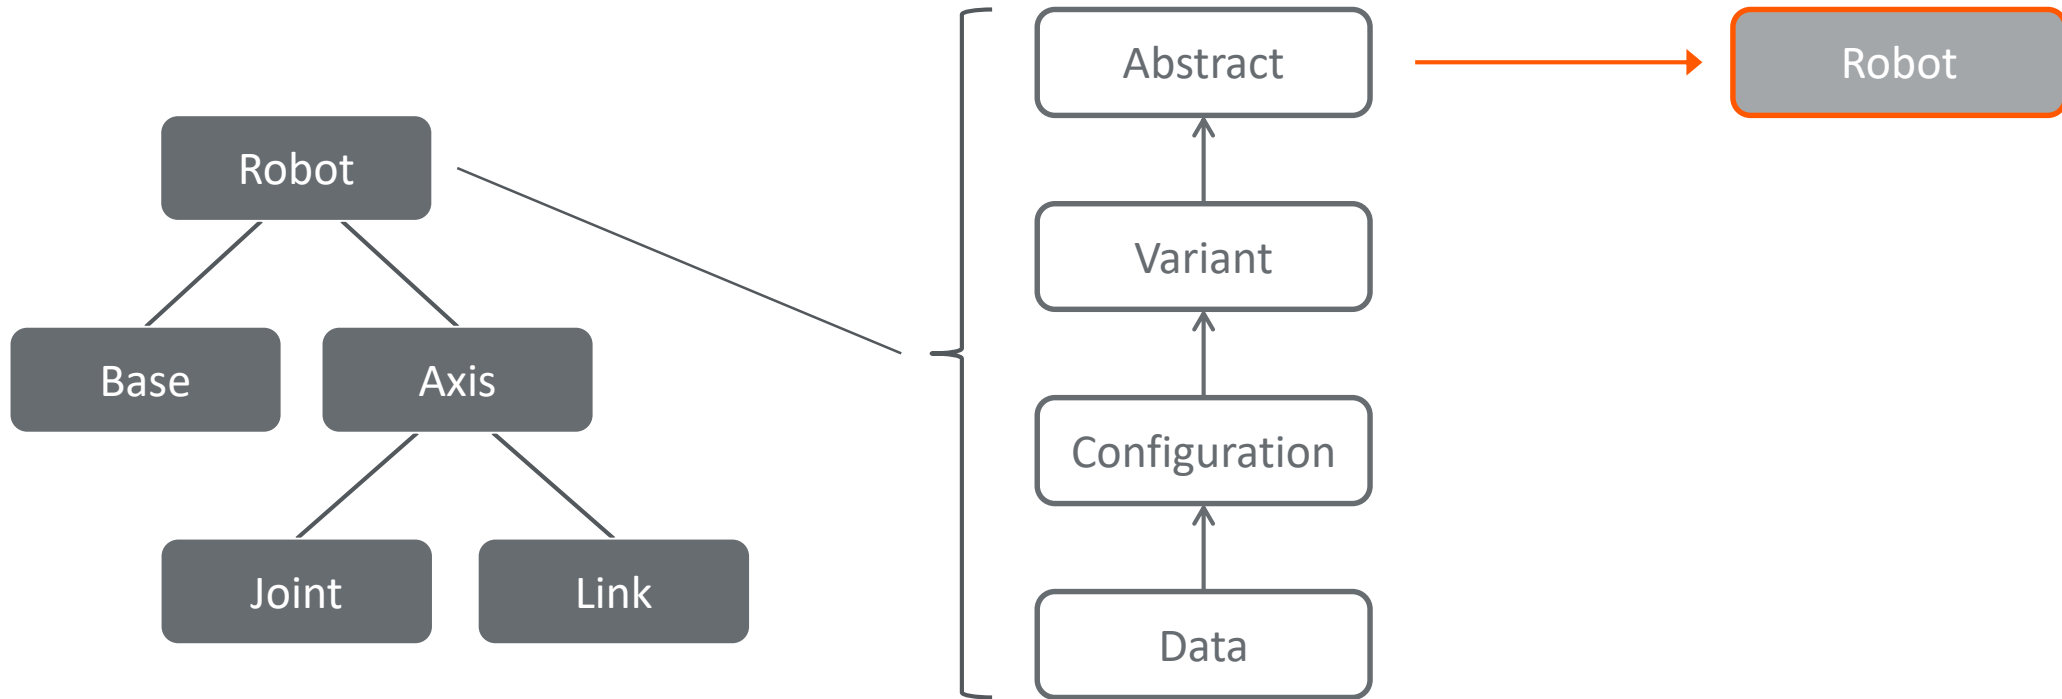 Robot
Base
Axis
Joint
Link
Abstract
Variant
Configuration
Data
Robot